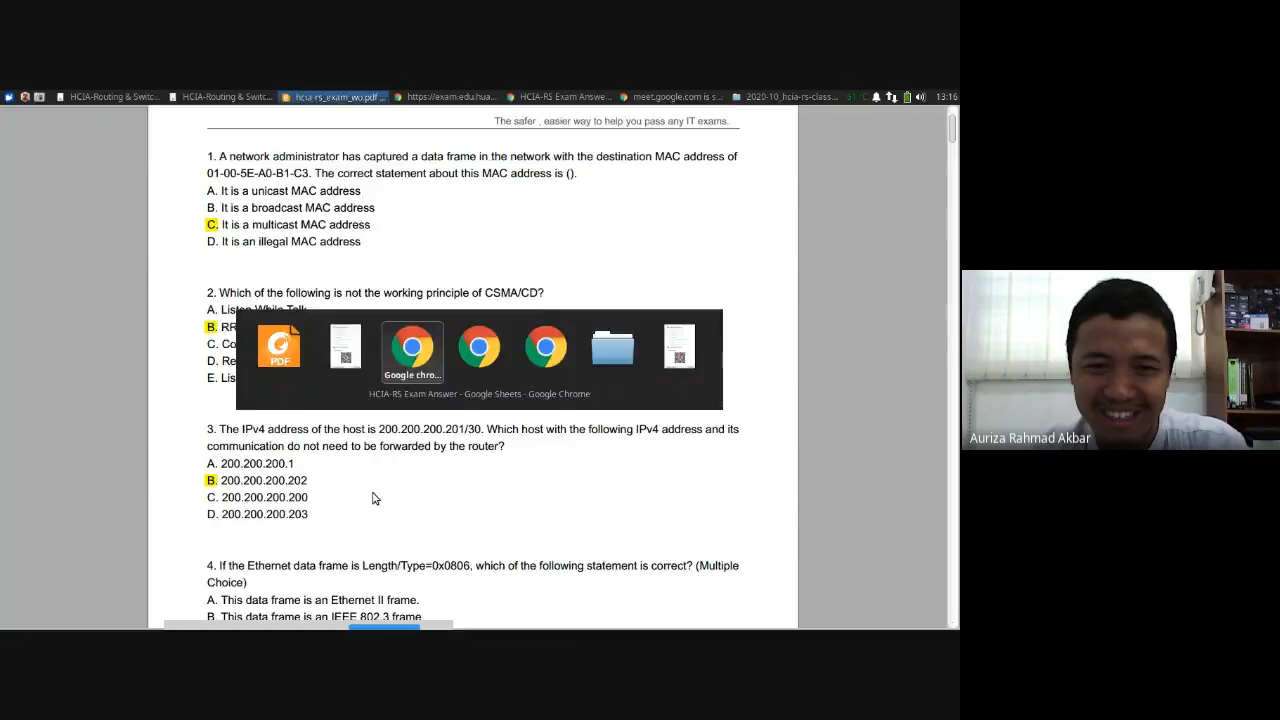 HCIA-Routing & Switc...
HCIA-Routing & Switc...
hcia-rs_exam_wo.pdf ...
https://exam.edu.hua...
HCIA-RS Exam Answe...
meet.google.com is s...
2020-10_hcia-rs-class...
51°C
13:16
The safer , easier way to help you pass any IT exams.
1. A network administrator has captured a data frame in the network with the destination MAC address of
01-00-5E-A0-B1-C3. The correct statement about this MAC address is ().
A. It is a unicast MAC address
B. It is a broadcast MAC address
C. It is a multicast MAC address
D. It is an illegal MAC address
2. Which of the following is not the working principle of CSMA/CD?
A. Listen While Talk
B. RR
C. Co
D. Re
E. Lis
PDF
Google chro...
HCIA-RS Exam Answer - Google Sheets - Google Chrome
3. The IPv4 address of the host is 200.200.200.201/30. Which host with the following IPv4 address and its
communication do not need to be forwarded by the router?
A. 200.200.200.1
B. 200.200.200.202
C. 200.200.200.200
D. 200.200.200.203
4. If the Ethernet data frame is Length/Type=0x0806, which of the following statement is correct? (Multiple
Choice)
A. This data frame is an Ethernet II frame.
B. This data frame is an IEEE 802.3 frame
Auriza Rahmad Akbar